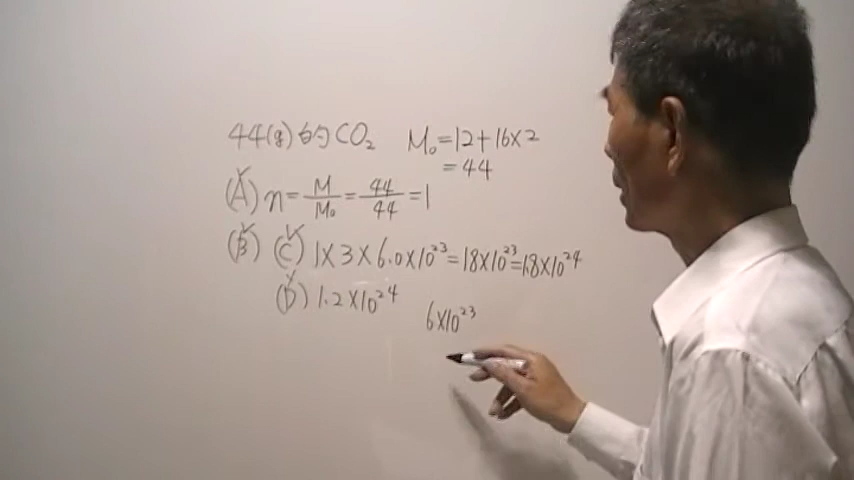 44(g)的CO₂ M₀=12+16×2
=44
(A) n=M/M₀=44/44=1
(B) (C) 1×3×6.0×10²³=18×10²³=1.8×10²⁴
(D) 1.2×10²⁴
6×10²³